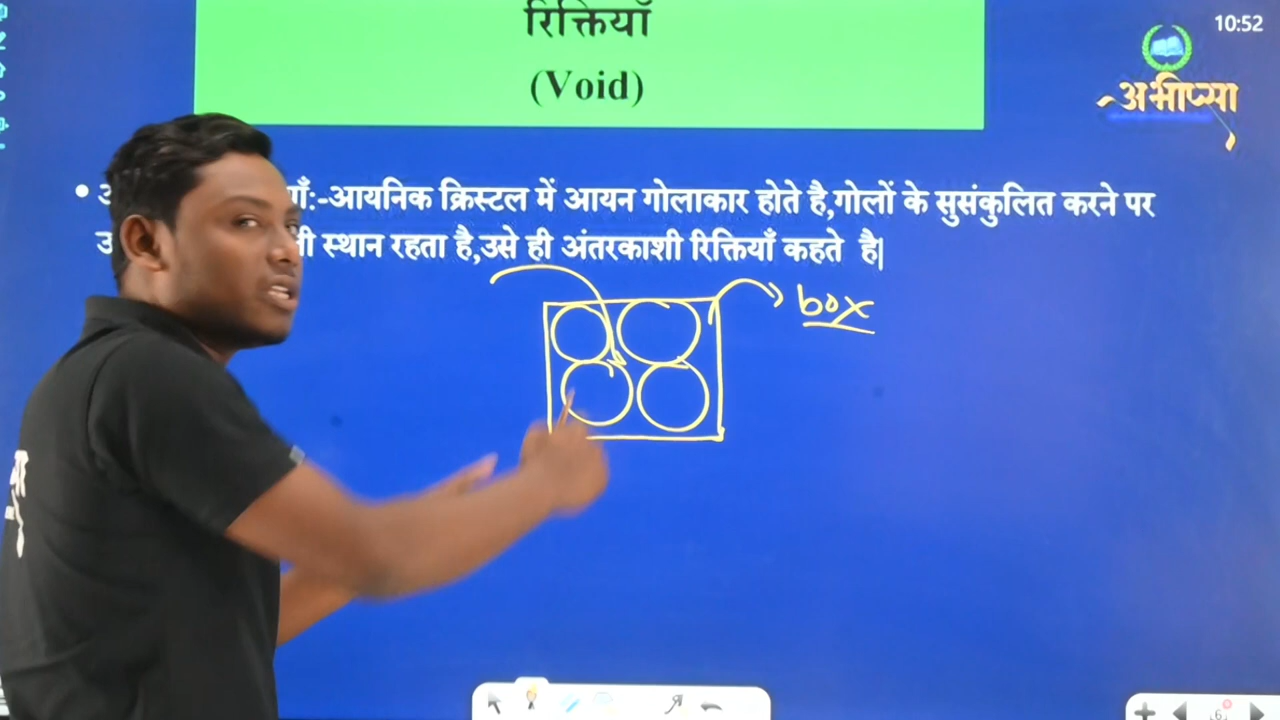 रिक्तियाँ
(Void)
10:52
अभीप्सा
याँ:-आयनिक क्रिस्टल में आयन गोलाकार होते है,गोलों के सुसंकुलित करने पर
स्थान रहता है,उसे ही अंतरकाशी रिक्तियाँ कहते है|
box